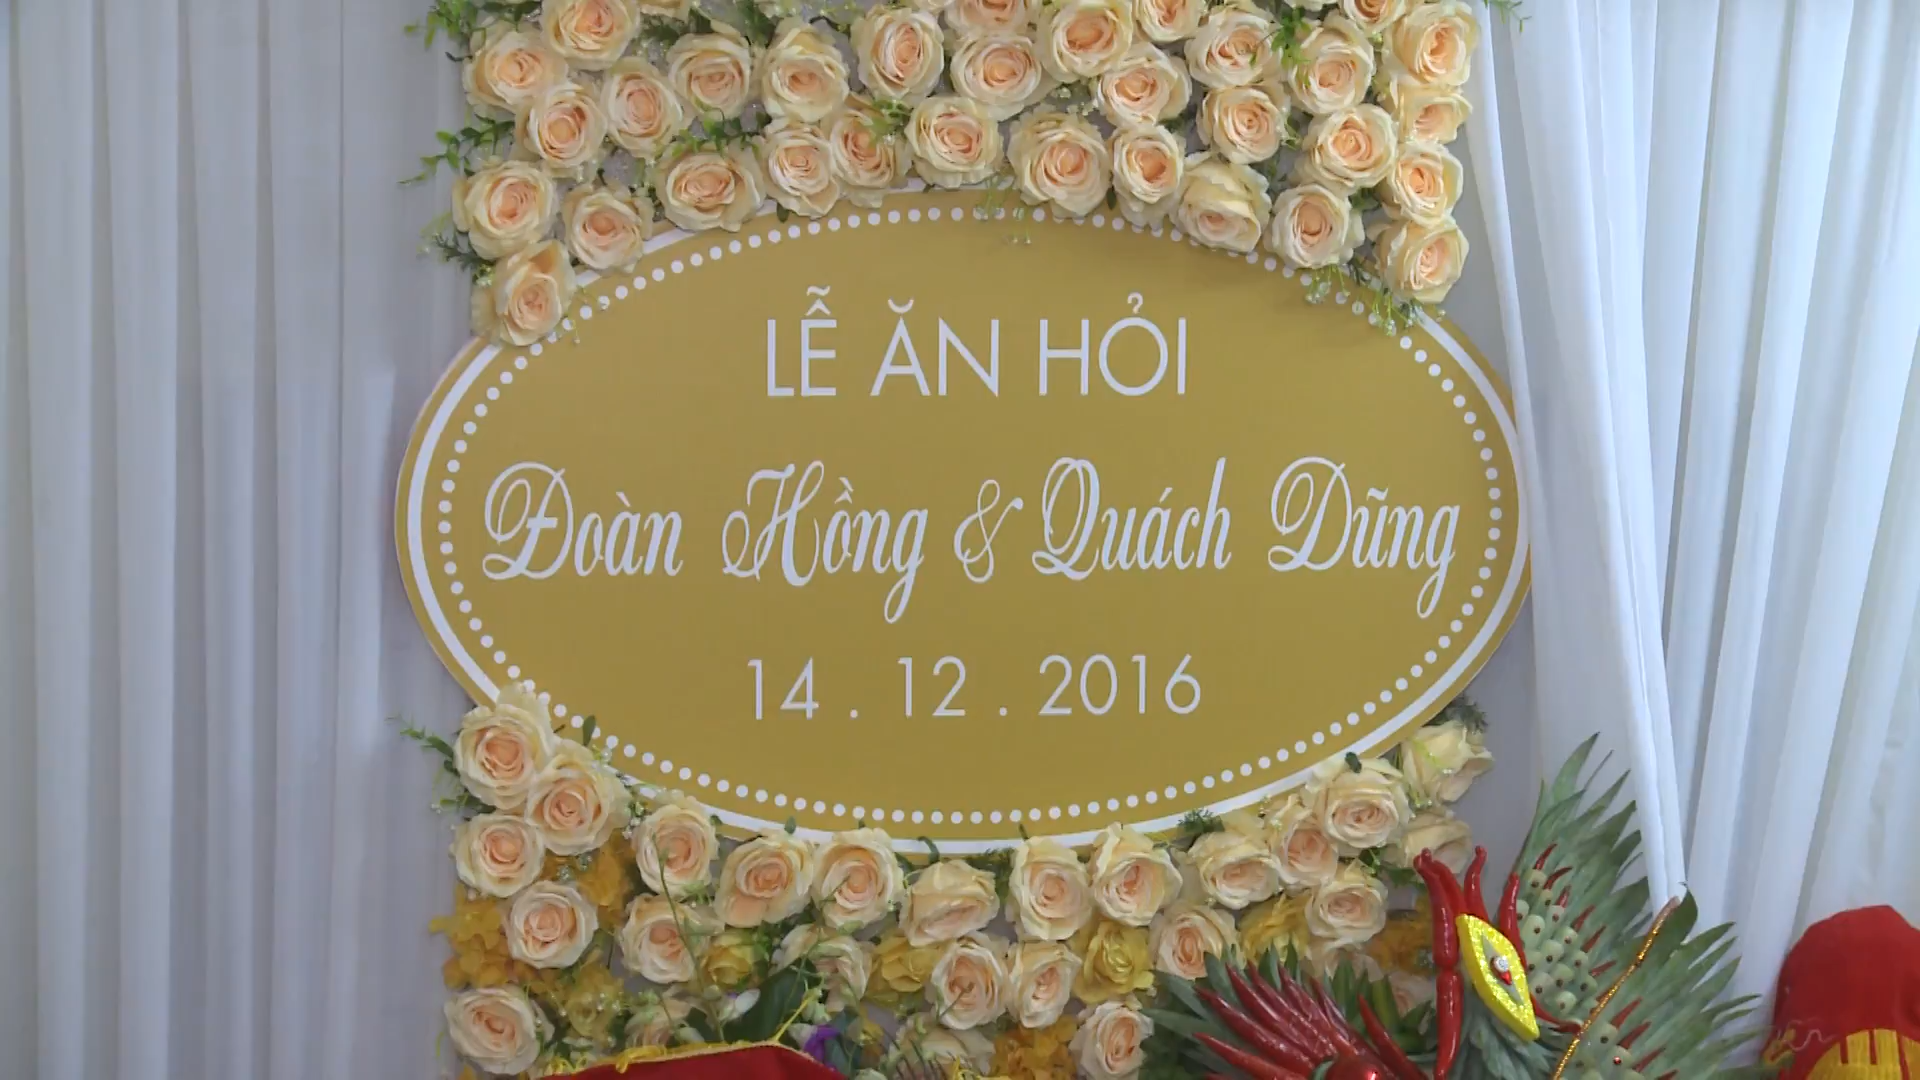 LỄ ĂN HỎI
Đoàn Hồng & Quách Dũng
14 . 12 . 2016